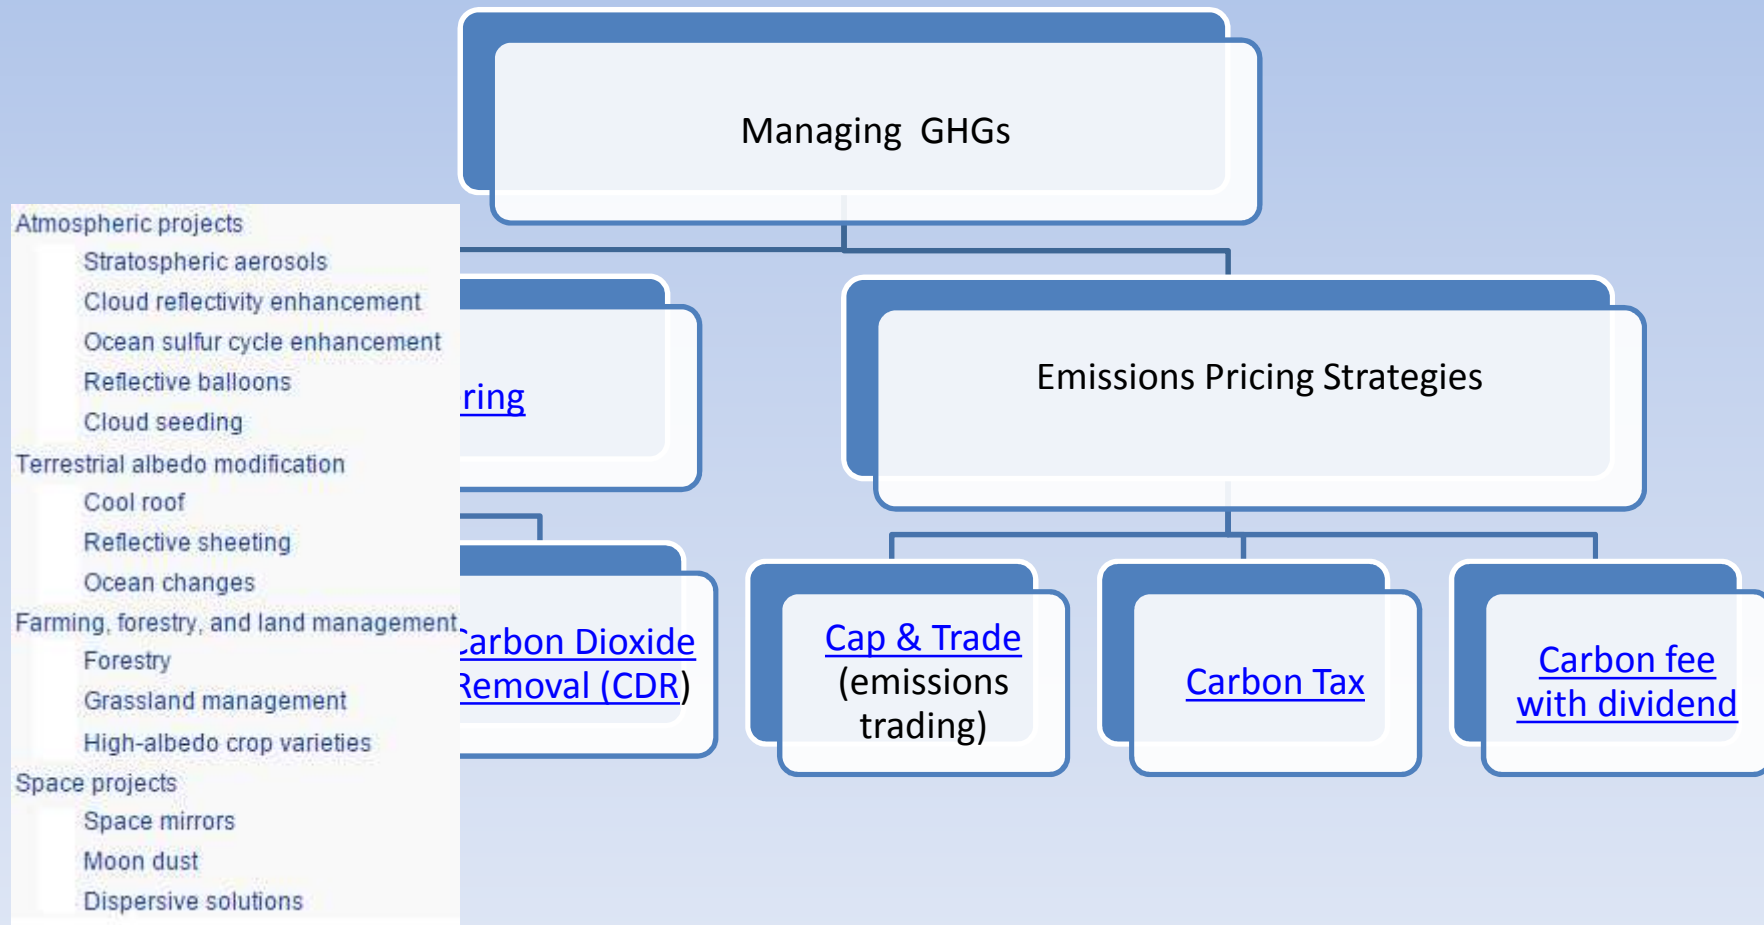 Managing GHGs
Atmospheric projects
Stratospheric aerosols
Cloud reflectivity enhancement
Ocean sulfur cycle enhancement
Reflective balloons
Cloud seeding
Terrestrial albedo modification
Cool roof
Reflective sheeting
Ocean changes
Farming, forestry, and land management
Forestry
Grassland management
High-albedo crop varieties
Space projects
Space mirrors
Moon dust
Dispersive solutions
ring
Carbon Dioxide
Removal (CDR)
Emissions Pricing Strategies
Cap & Trade
(emissions
trading)
Carbon Tax
Carbon fee
with dividend